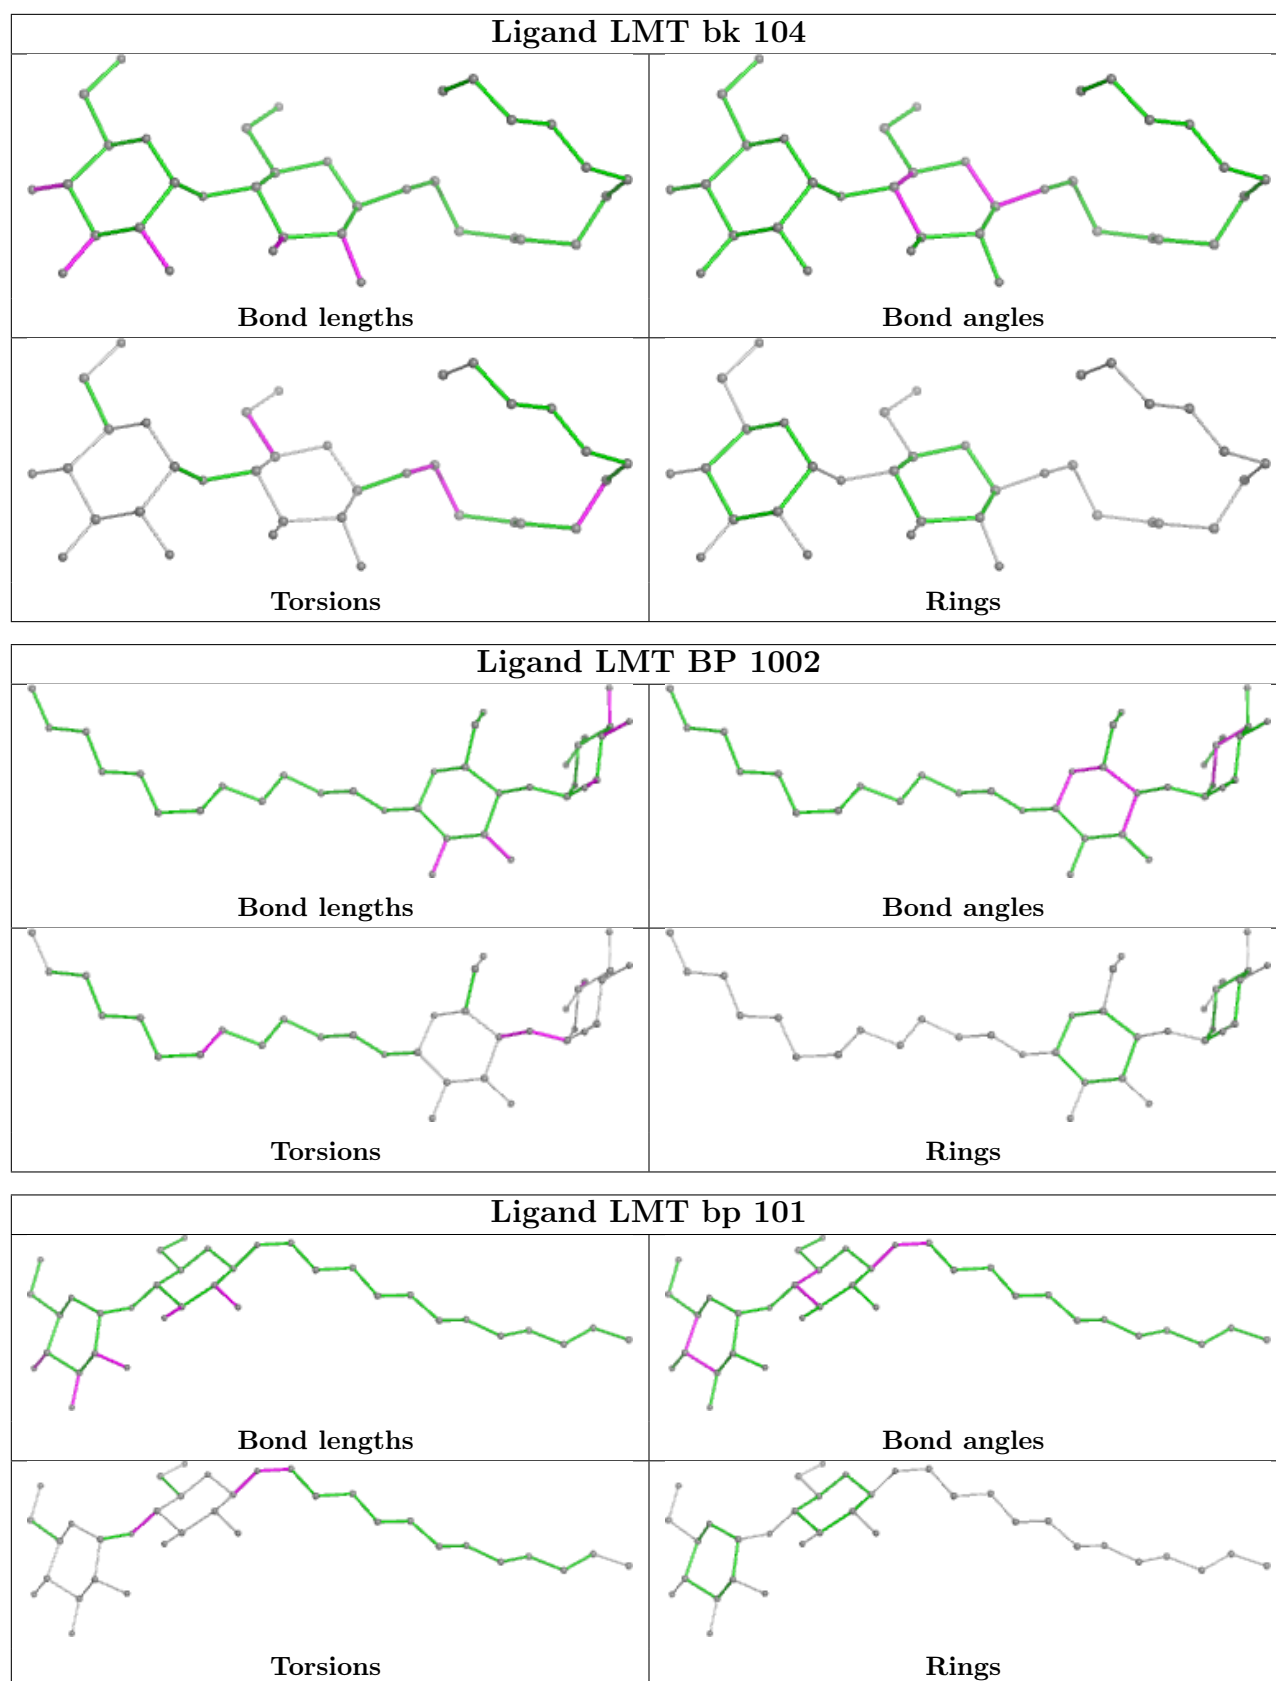 Ligand LMT bk 104
Bond lengths
Bond angles
Torsions
Rings
Ligand LMT BP 1002
Bond lengths
Bond angles
Torsions
Rings
Ligand LMT bp 101
Bond lengths
Bond angles
Torsions
Rings